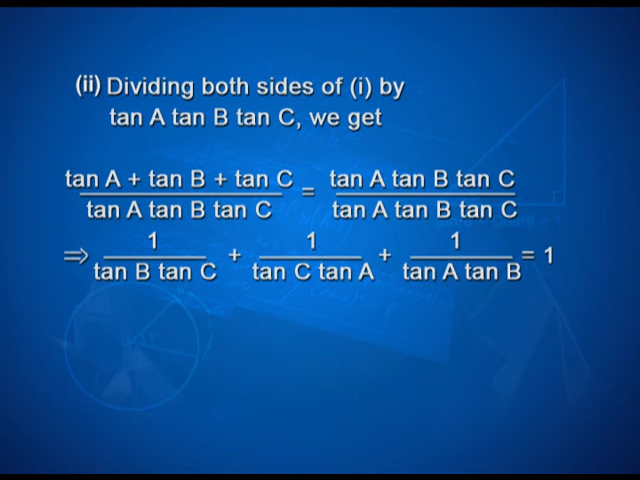 (ii) Dividing both sides of (i) by
tan A tan B tan C, we get
tan A + tan B + tan C = tan A tan B tan C
tan A tan B tan C tan A tan B tan C
⇒ 1 + 1 + 1 = 1
tan B tan C tan C tan A tan A tan B